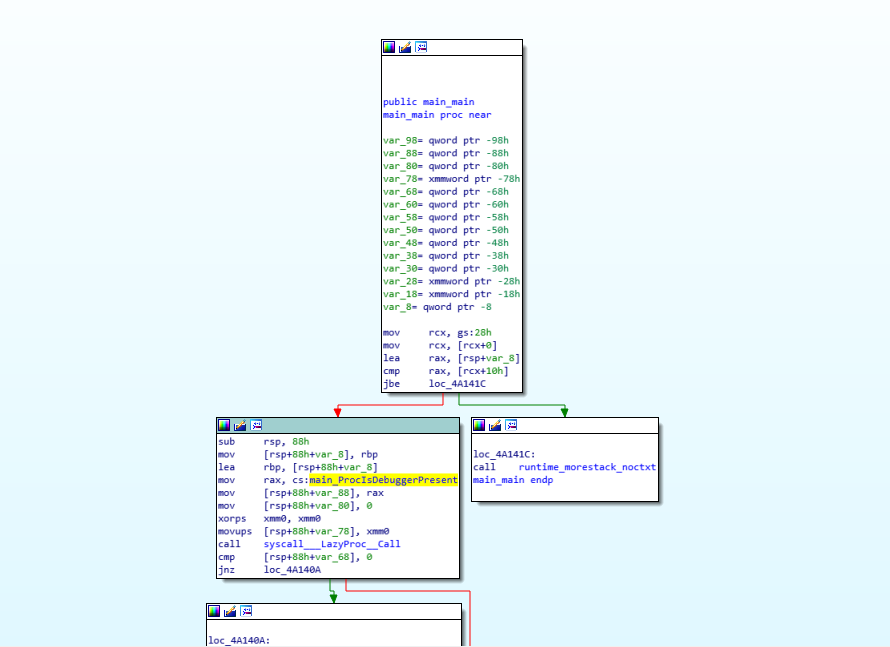 public main_main
main_main proc near
var_98= qword ptr -98h
var_88= qword ptr -88h
var_80= qword ptr -80h
var_78= xmmword ptr -78h
var_68= qword ptr -68h
var_60= qword ptr -60h
var_58= qword ptr -58h
var_50= qword ptr -50h
var_48= qword ptr -48h
var_38= qword ptr -38h
var_30= qword ptr -30h
var_28= xmmword ptr -28h
var_18= xmmword ptr -18h
var_8= qword ptr -8
mov rcx, gs:28h
mov rcx, [rcx+0]
lea rax, [rsp+var_8]
cmp rax, [rcx+10h]
jbe loc_4A141C
sub rsp, 88h
mov [rsp+88h+var_8], rbp
lea rbp, [rsp+88h+var_8]
mov rax, cs:main_ProcIsDebuggerPresent
mov [rsp+88h+var_88], rax
mov [rsp+88h+var_80], 0
xorps xmm0, xmm0
movups [rsp+88h+var_78], xmm0
call syscall___LazyProc__Call
cmp [rsp+88h+var_68], 0
jnz loc_4A140A
loc_4A141C:
call runtime_morestack_noctxt
main_main endp
loc_4A140A: